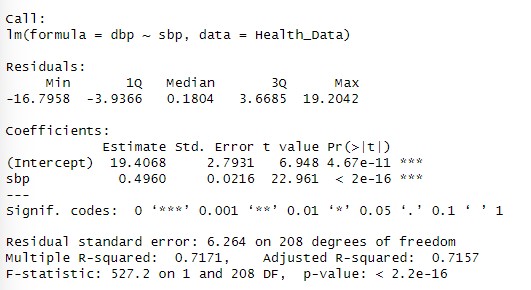 Call:
lm(formula = dbp ~ sbp, data = Health_Data)
Residuals:
Min 1Q Median 3Q Max
-16.7958 -3.9366 0.1804 3.6685 19.2042
Coefficients:
Estimate Std. Error t value Pr(>|t|)
(Intercept) 19.4068 2.7931 6.948 4.67e-11 ***
sbp 0.4960 0.0216 22.961 < 2e-16 ***
---
Signif. codes: 0 ‘***’ 0.001 ‘**’ 0.01 ‘*’ 0.05 ‘.’ 0.1 ‘ ’ 1
Residual standard error: 6.264 on 208 degrees of freedom
Multiple R-squared: 0.7171, Adjusted R-squared: 0.7157
F-statistic: 527.2 on 1 and 208 DF, p-value: < 2.2e-16